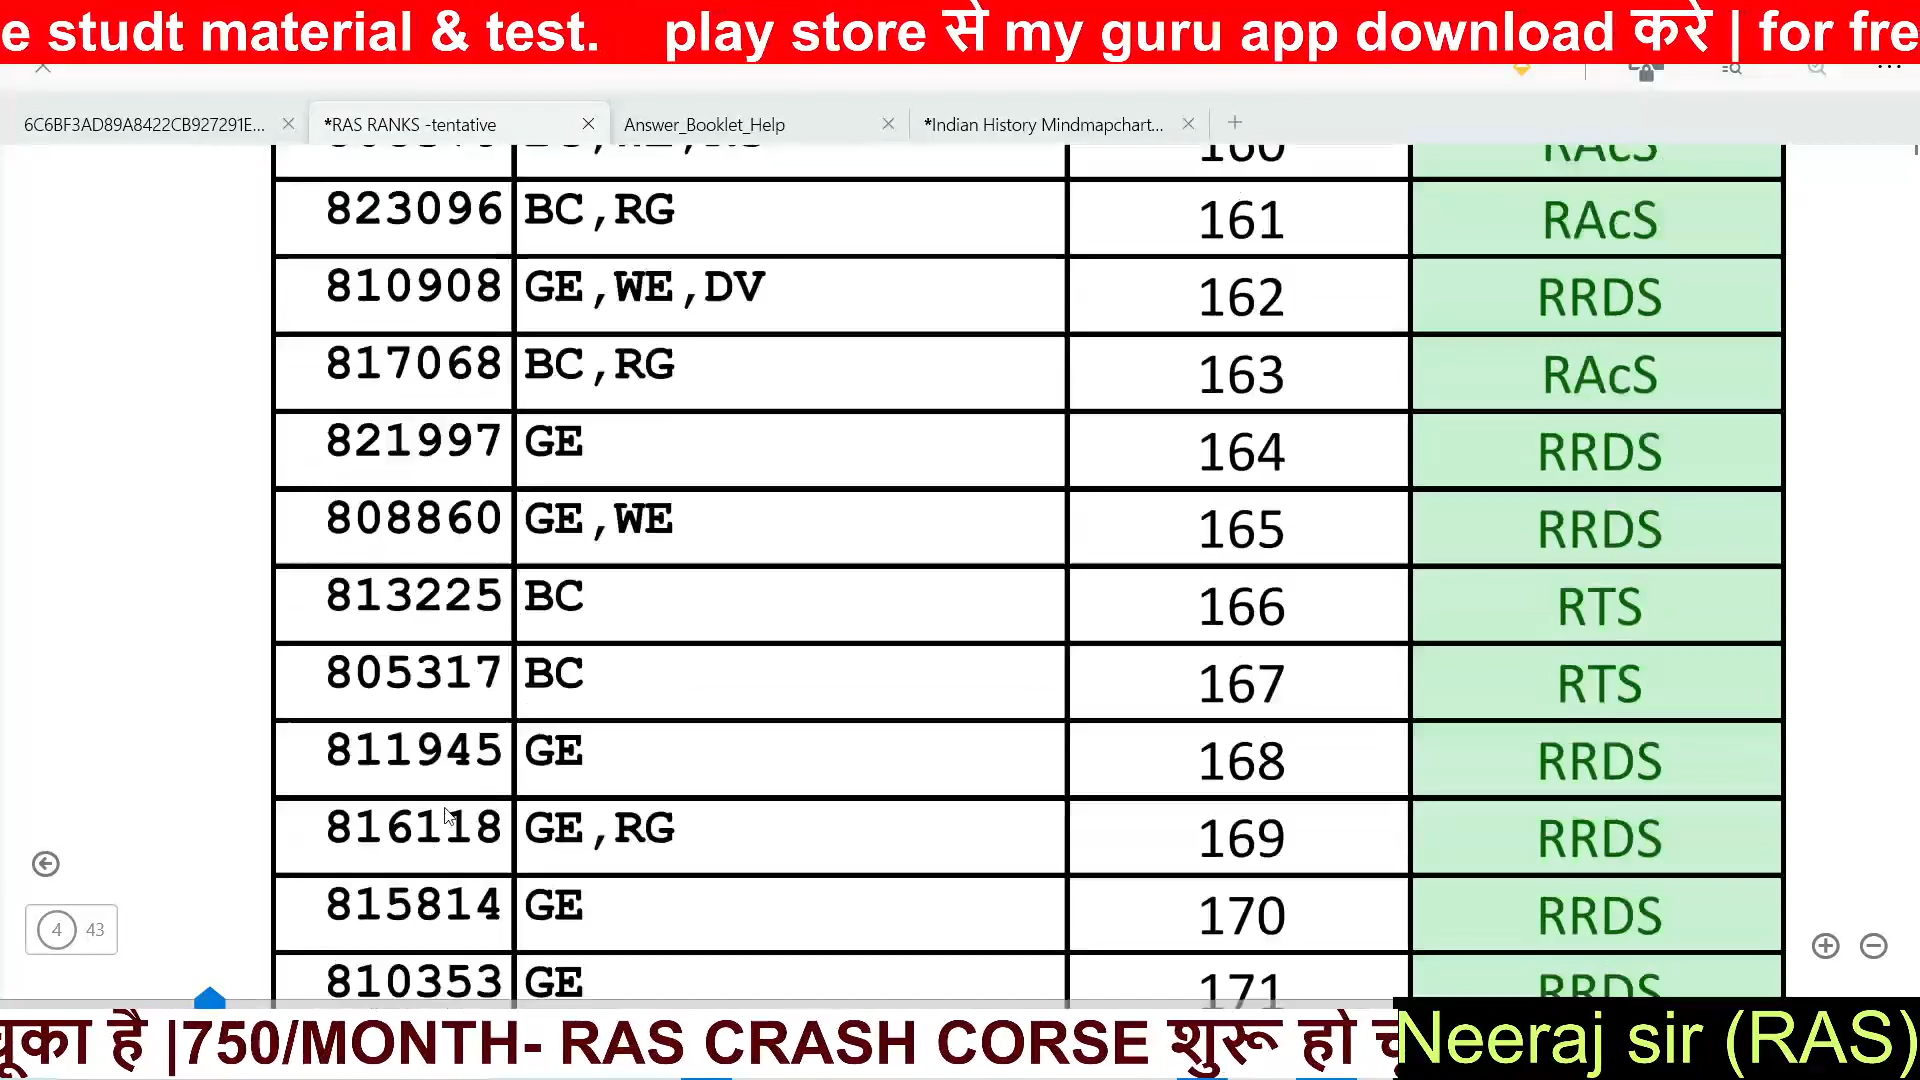 e studt material & test. play store से my guru app download करे | for fre
6C6BF3AD89A8422CB927291E... *RAS RANKS -tentative Answer_Booklet_Help *Indian History Mindmapchart...
160 RAcS
823096 BC,RG 161 RAcS
810908 GE,WE,DV 162 RRDS
817068 BC,RG 163 RAcS
821997 GE 164 RRDS
808860 GE,WE 165 RRDS
813225 BC 166 RTS
805317 BC 167 RTS
811945 GE 168 RRDS
816118 GE,RG 169 RRDS
815814 GE 170 RRDS
4 43
810353 GE 171 RRDS
चूका है |750/MONTH- RAS CRASH CORSE शुरू हो चू Neeraj sir (RAS)